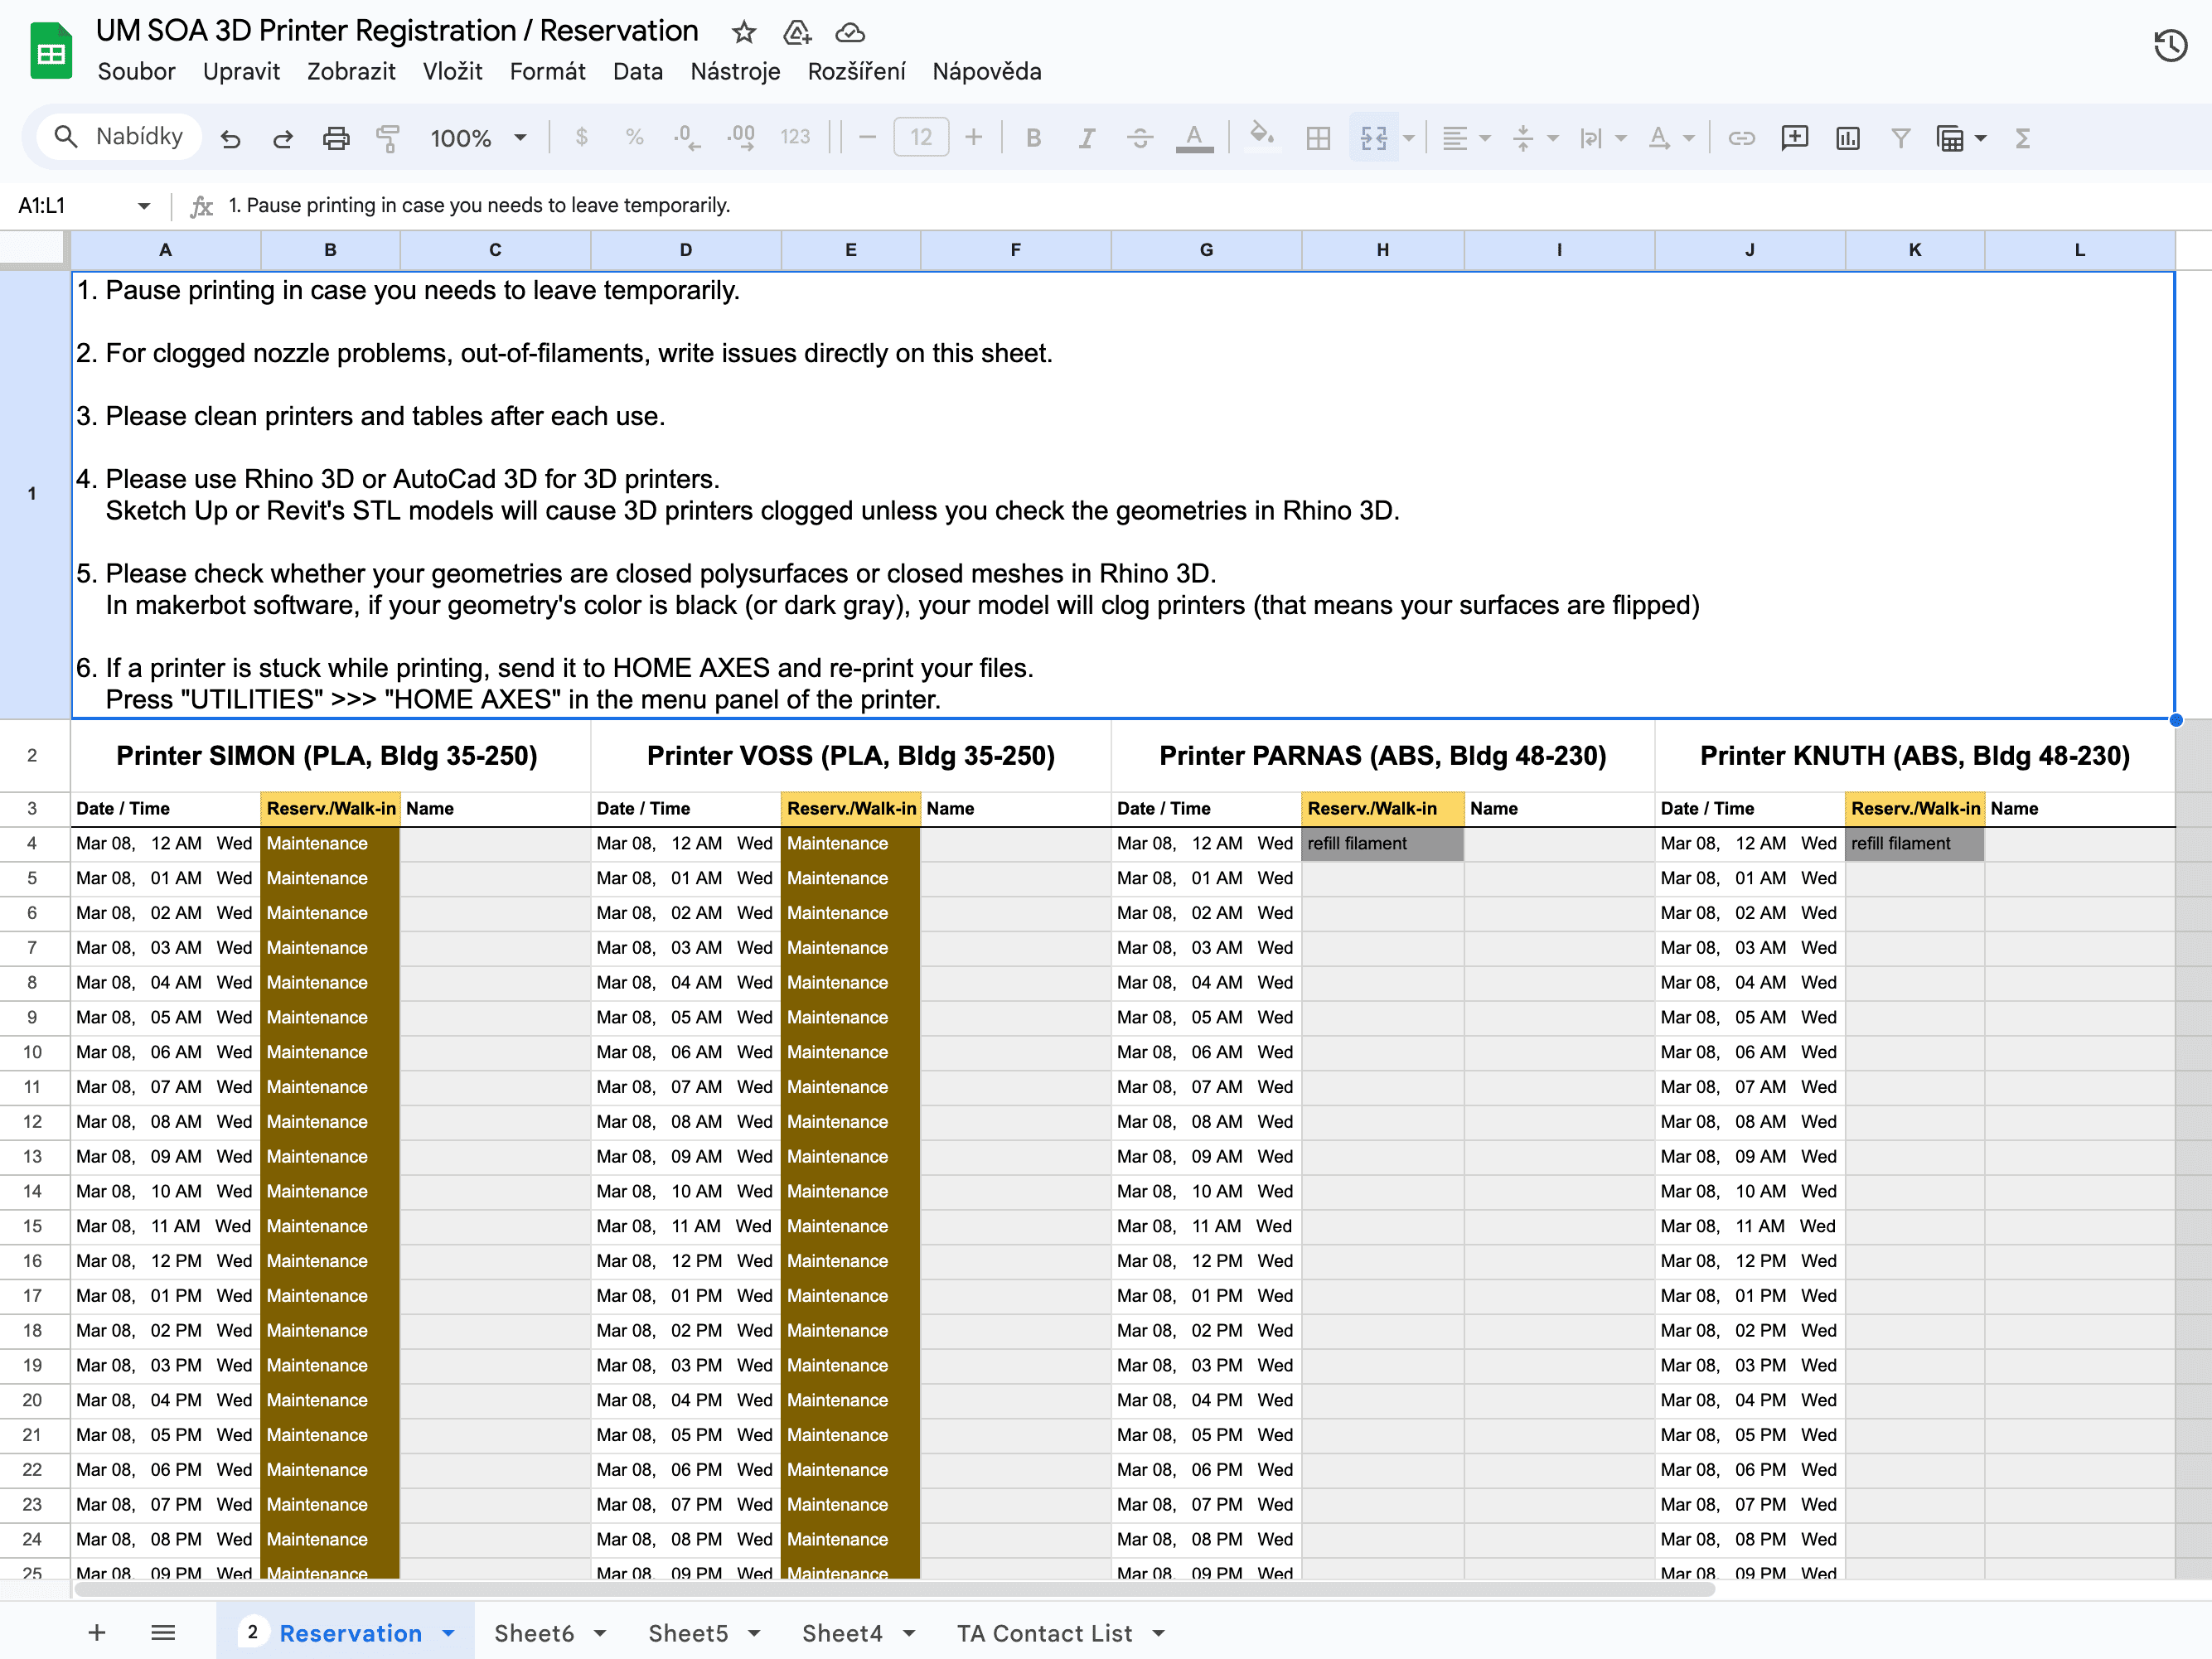 UM SOA 3D Printer Registration / Reservation
Soubor Upravit Zobrazit Vložit Formát Data Nástroje Rozšíření Nápověda
Nabídky 100% $ % .0 .00 123 12 B I A A Σ
A1:L1 fx 1. Pause printing in case you needs to leave temporarily.
A B C D E F G H I J K L
1
1. Pause printing in case you needs to leave temporarily.
2. For clogged nozzle problems, out-of-filaments, write issues directly on this sheet.
3. Please clean printers and tables after each use.
4. Please use Rhino 3D or AutoCad 3D for 3D printers.
Sketch Up or Revit's STL models will cause 3D printers clogged unless you check the geometries in Rhino 3D.
5. Please check whether your geometries are closed polysurfaces or closed meshes in Rhino 3D.
In makerbot software, if your geometry's color is black (or dark gray), your model will clog printers (that means your surfaces are flipped)
6. If a printer is stuck while printing, send it to HOME AXES and re-print your files.
Press "UTILITIES" >>> "HOME AXES" in the menu panel of the printer.
2 Printer SIMON (PLA, Bldg 35-250) Printer VOSS (PLA, Bldg 35-250) Printer PARNAS (ABS, Bldg 48-230) Printer KNUTH (ABS, Bldg 48-230)
3 Date / Time Reserv./Walk-in Name Date / Time Reserv./Walk-in Name Date / Time Reserv./Walk-in Name Date / Time Reserv./Walk-in Name
4 Mar 08, 12 AM Wed Maintenance Mar 08, 12 AM Wed Maintenance Mar 08, 12 AM Wed refill filament Mar 08, 12 AM Wed refill filament
5 Mar 08, 01 AM Wed Maintenance Mar 08, 01 AM Wed Maintenance Mar 08, 01 AM Wed Mar 08, 01 AM Wed
6 Mar 08, 02 AM Wed Maintenance Mar 08, 02 AM Wed Maintenance Mar 08, 02 AM Wed Mar 08, 02 AM Wed
7 Mar 08, 03 AM Wed Maintenance Mar 08, 03 AM Wed Maintenance Mar 08, 03 AM Wed Mar 08, 03 AM Wed
8 Mar 08, 04 AM Wed Maintenance Mar 08, 04 AM Wed Maintenance Mar 08, 04 AM Wed Mar 08, 04 AM Wed
9 Mar 08, 05 AM Wed Maintenance Mar 08, 05 AM Wed Maintenance Mar 08, 05 AM Wed Mar 08, 05 AM Wed
10 Mar 08, 06 AM Wed Maintenance Mar 08, 06 AM Wed Maintenance Mar 08, 06 AM Wed Mar 08, 06 AM Wed
11 Mar 08, 07 AM Wed Maintenance Mar 08, 07 AM Wed Maintenance Mar 08, 07 AM Wed Mar 08, 07 AM Wed
12 Mar 08, 08 AM Wed Maintenance Mar 08, 08 AM Wed Maintenance Mar 08, 08 AM Wed Mar 08, 08 AM Wed
13 Mar 08, 09 AM Wed Maintenance Mar 08, 09 AM Wed Maintenance Mar 08, 09 AM Wed Mar 08, 09 AM Wed
14 Mar 08, 10 AM Wed Maintenance Mar 08, 10 AM Wed Maintenance Mar 08, 10 AM Wed Mar 08, 10 AM Wed
15 Mar 08, 11 AM Wed Maintenance Mar 08, 11 AM Wed Maintenance Mar 08, 11 AM Wed Mar 08, 11 AM Wed
16 Mar 08, 12 PM Wed Maintenance Mar 08, 12 PM Wed Maintenance Mar 08, 12 PM Wed Mar 08, 12 PM Wed
17 Mar 08, 01 PM Wed Maintenance Mar 08, 01 PM Wed Maintenance Mar 08, 01 PM Wed Mar 08, 01 PM Wed
18 Mar 08, 02 PM Wed Maintenance Mar 08, 02 PM Wed Maintenance Mar 08, 02 PM Wed Mar 08, 02 PM Wed
19 Mar 08, 03 PM Wed Maintenance Mar 08, 03 PM Wed Maintenance Mar 08, 03 PM Wed Mar 08, 03 PM Wed
20 Mar 08, 04 PM Wed Maintenance Mar 08, 04 PM Wed Maintenance Mar 08, 04 PM Wed Mar 08, 04 PM Wed
21 Mar 08, 05 PM Wed Maintenance Mar 08, 05 PM Wed Maintenance Mar 08, 05 PM Wed Mar 08, 05 PM Wed
22 Mar 08, 06 PM Wed Maintenance Mar 08, 06 PM Wed Maintenance Mar 08, 06 PM Wed Mar 08, 06 PM Wed
23 Mar 08, 07 PM Wed Maintenance Mar 08, 07 PM Wed Maintenance Mar 08, 07 PM Wed Mar 08, 07 PM Wed
24 Mar 08, 08 PM Wed Maintenance Mar 08, 08 PM Wed Maintenance Mar 08, 08 PM Wed Mar 08, 08 PM Wed
25 Mar 08, 09 PM Wed Maintenance Mar 08, 09 PM Wed Maintenance Mar 08, 09 PM Wed Mar 08, 09 PM Wed
2 Reservation Sheet6 Sheet5 Sheet4 TA Contact List